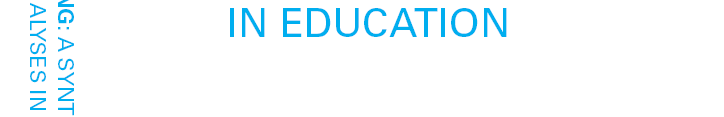 IN EDUCATION
NG: A SYNT
ALYSES IN